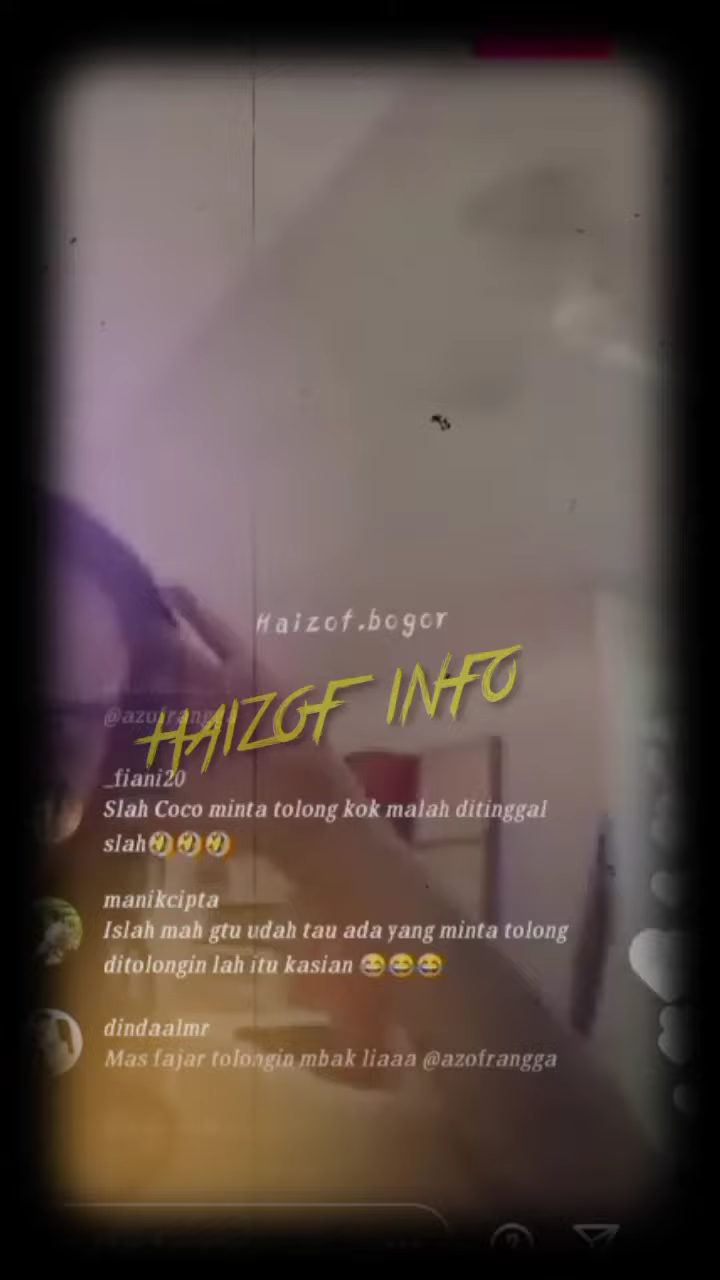 Haizof.bogor
HAIZOF INFO
@azofrangga
_fiani20
Slah Coco minta tolong kok malah ditinggal
slah🤣🤣🤣
manikcipta
Islah mah gtu udah tau ada yang minta tolong
ditolongin lah itu kasian 😂😂😂
dindaalmr
Mas fajar tolongin mbak liaaa @azofrangga